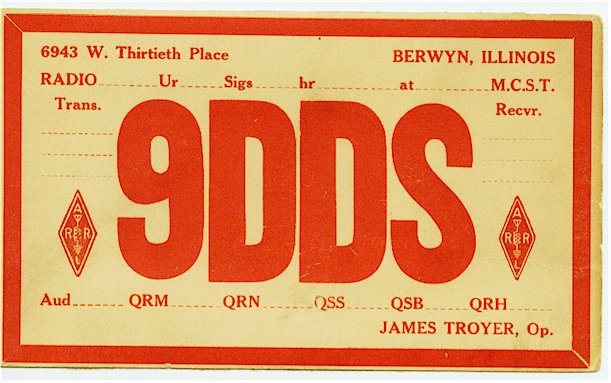 6943 W. Thirtieth Place BERWYN, ILLINOIS
RADIO Ur Sigs hr at M.C.S.T.
Trans. Recvr.
9DDS
A
R R
L
A
R R
L
Aud QRM QRN QSS QSB QRH
JAMES TROYER, Op.